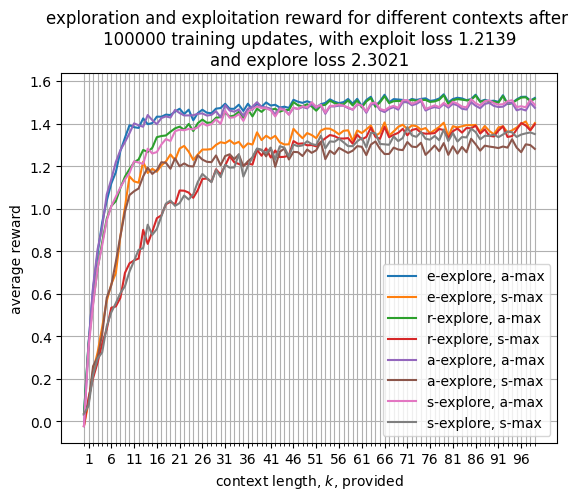 exploration and exploitation reward for different contexts after
100000 training updates, with exploit loss 1.2139
and explore loss 2.3021
1.6
1.4
1.2
1.0
0.8
0.6
0.4
0.2
0.0
average reward
e-explore, a-max
e-explore, s-max
r-explore, a-max
r-explore, s-max
a-explore, a-max
a-explore, s-max
s-explore, a-max
s-explore, s-max
1 6 11 16 21 26 31 36 41 46 51 56 61 66 71 76 81 86 91 96
context length, k, provided